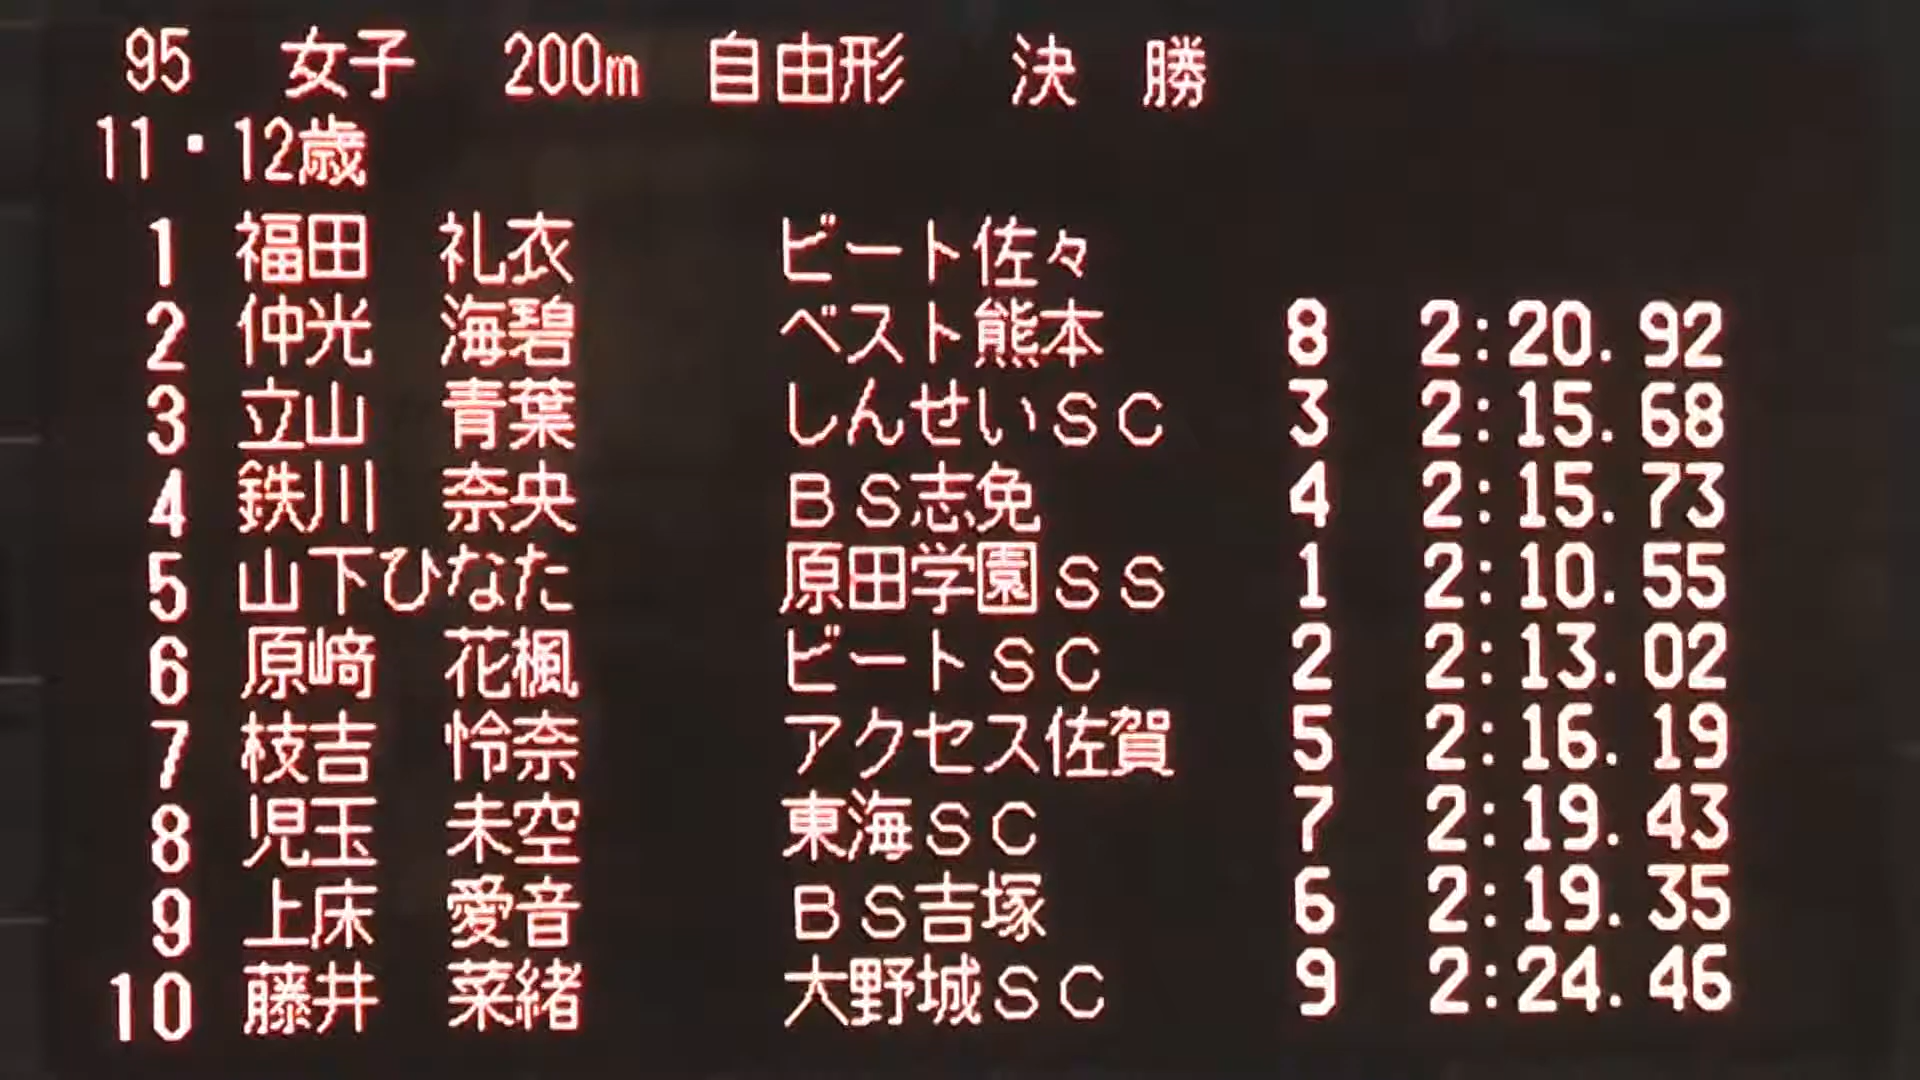 95 女子 200m 自由形 決 勝
11・12歳
1 福田 礼衣 ビート佐々
2 仲光 海碧 ベスト熊本 8 2:20.92
3 立山 青葉 しんせいSC 3 2:15.68
4 鉄川 奈央 BS志免 4 2:15.73
5 山下ひなた 原田学園SS 1 2:10.55
6 原﨑 花楓 ビートSC 2 2:13.02
7 枝吉 怜奈 アクセス佐賀 5 2:16.19
8 児玉 未空 東海SC 7 2:19.43
9 上床 愛音 BS吉塚 6 2:19.35
10 藤井 菜緒 大野城SC 9 2:24.46